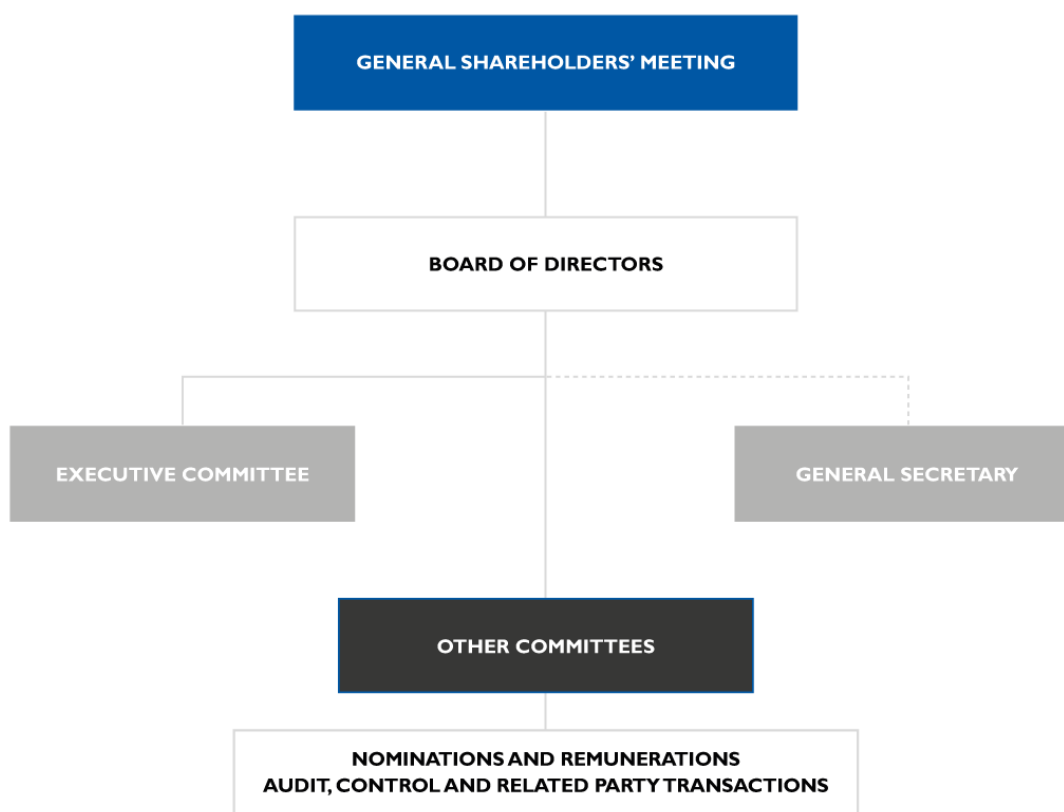 GENERAL SHAREHOLDERS’ MEETING
BOARD OF DIRECTORS
EXECUTIVE COMMITTEE
GENERAL SECRETARY
OTHER COMMITTEES
NOMINATIONS AND REMUNERATIONS
AUDIT, CONTROL AND RELATED PARTY TRANSACTIONS